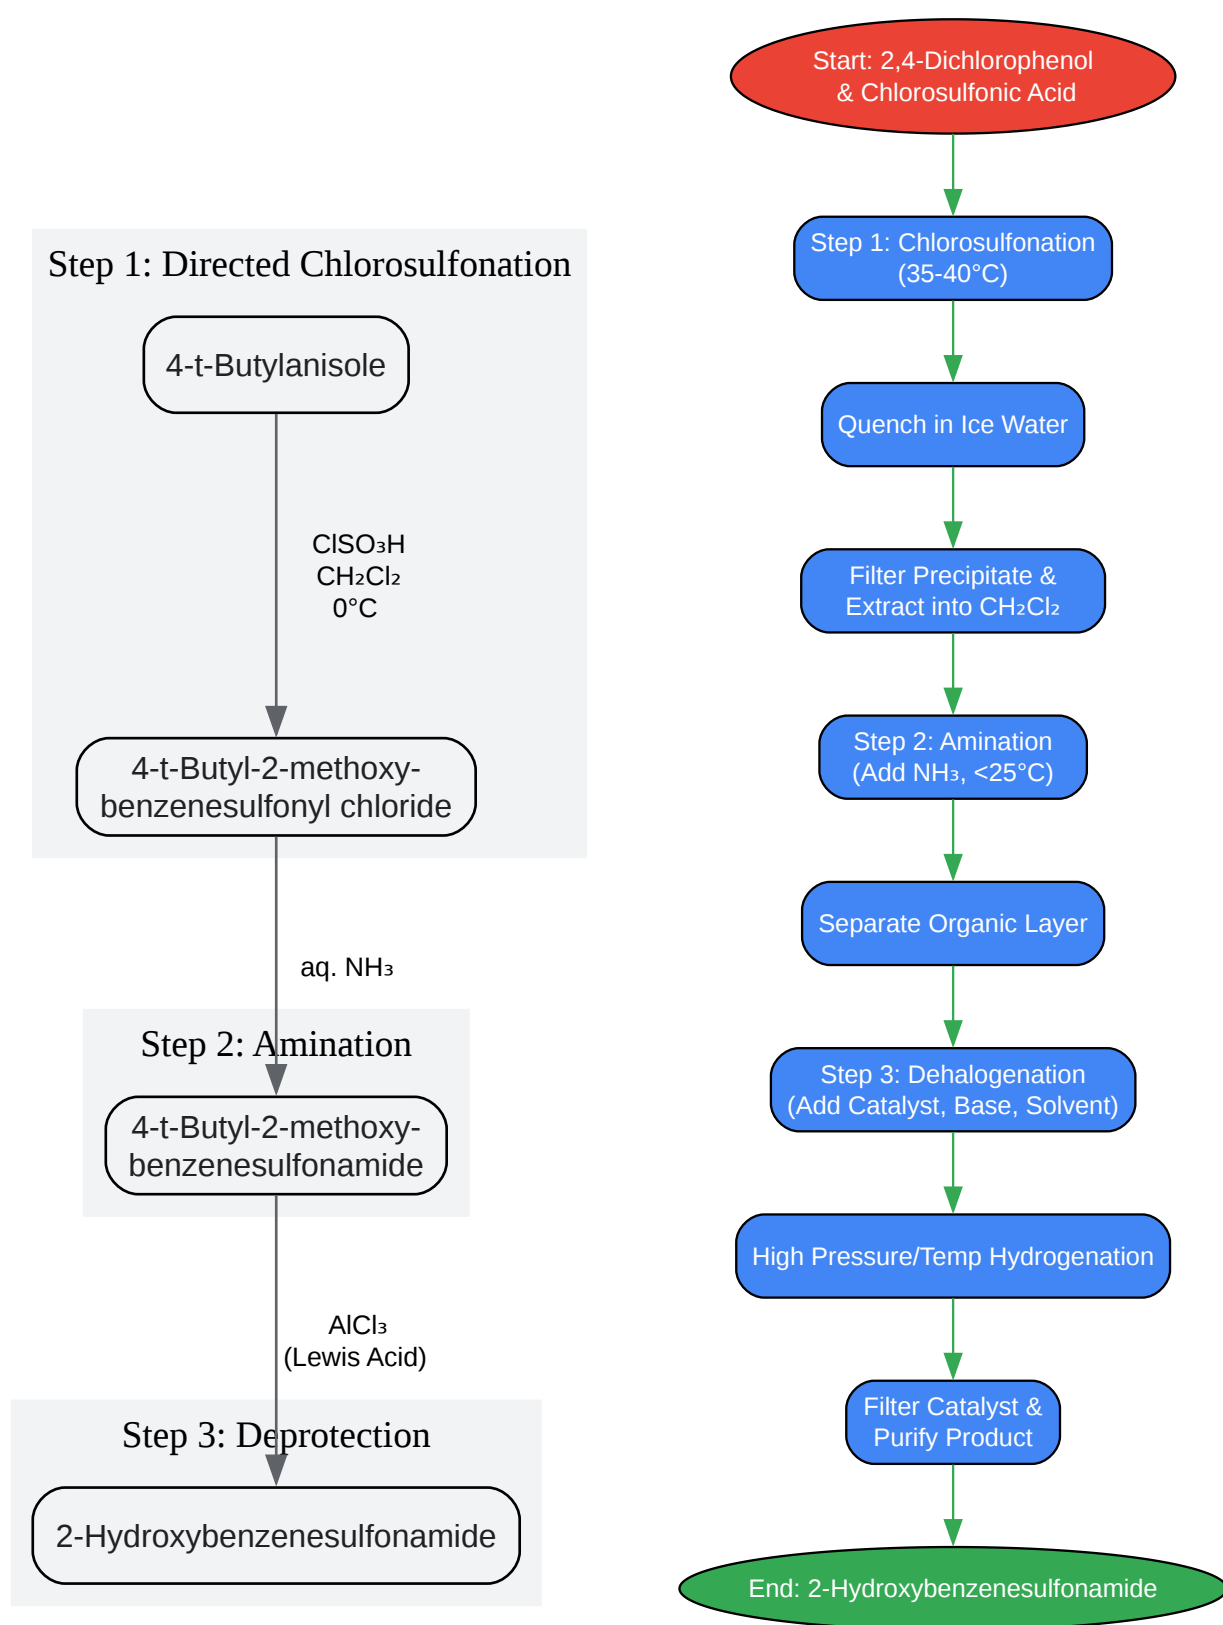 Step 1: Directed Chlorosulfonation
4-t-Butylanisole
ClSO₃H
CH₂Cl₂
0°C
4-t-Butyl-2-methoxy-
benzenesulfonyl chloride
aq. NH₃
Step 2: Amination
4-t-Butyl-2-methoxy-
benzenesulfonamide
AlCl₃
(Lewis Acid)
Step 3: Deprotection
2-Hydroxybenzenesulfonamide
Start: 2,4-Dichlorophenol
& Chlorosulfonic Acid
Step 1: Chlorosulfonation
(35-40°C)
Quench in Ice Water
Filter Precipitate &
Extract into CH₂Cl₂
Step 2: Amination
(Add NH₃, <25°C)
Separate Organic Layer
Step 3: Dehalogenation
(Add Catalyst, Base, Solvent)
High Pressure/Temp Hydrogenation
Filter Catalyst &
Purify Product
End: 2-Hydroxybenzenesulfonamide